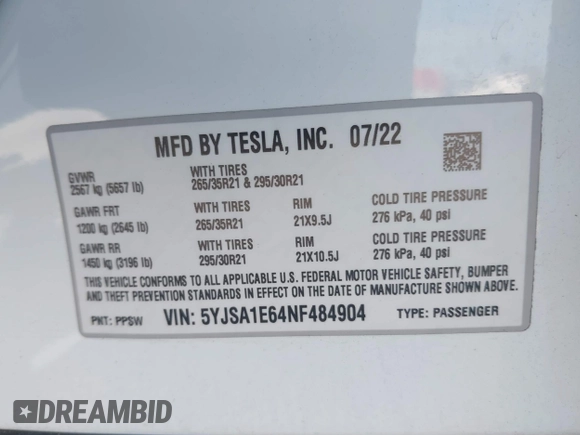 MFD BY TESLA, INC. 07/22
GVWR
2567 kg (5657 lb)
WITH TIRES
265/35R21 & 295/30R21
GAWR FRT
1200 kg (2645 lb)
WITH TIRES
265/35R21
RIM
21X9.5J
COLD TIRE PRESSURE
276 kPa, 40 psi
GAWR RR
1450 kg (3196 lb)
WITH TIRES
295/30R21
RIM
21X10.5J
COLD TIRE PRESSURE
276 kPa, 40 psi
THIS VEHICLE CONFORMS TO ALL APPLICABLE U.S. FEDERAL MOTOR VEHICLE SAFETY, BUMPER
AND THEFT PREVENTION STANDARDS IN EFFECT ON THE DATE OF MANUFACTURE SHOWN ABOVE.
PNT: PPSW VIN: 5YJSA1E64NF484904 TYPE: PASSENGER
DREAMBID